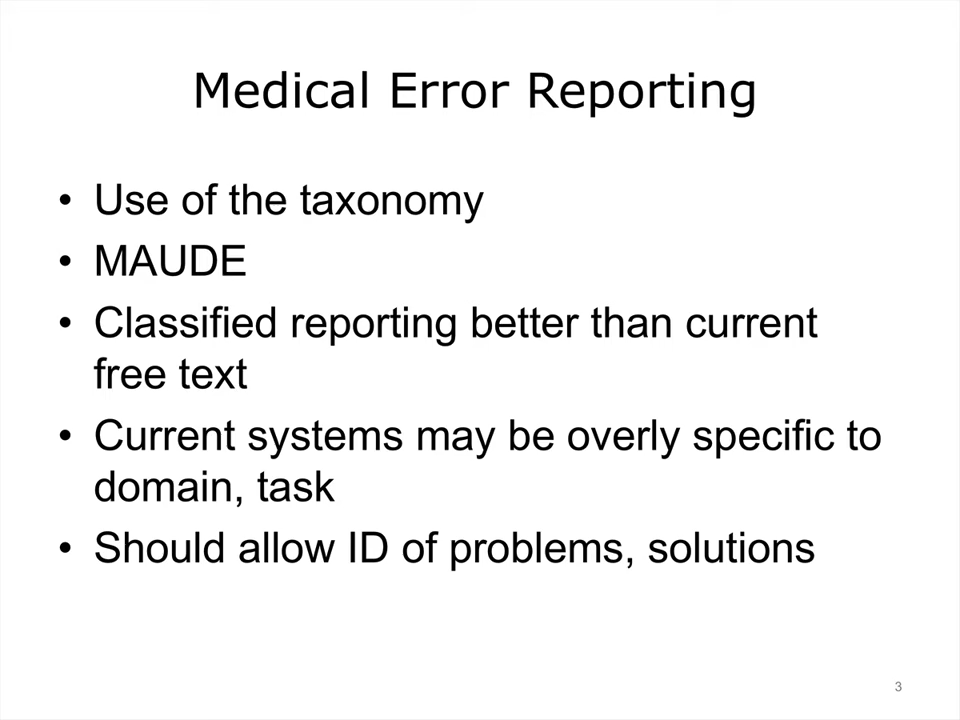 Medical Error Reporting
• Use of the taxonomy
• MAUDE
• Classified reporting better than current
free text
• Current systems may be overly specific to
domain, task
• Should allow ID of problems, solutions
3